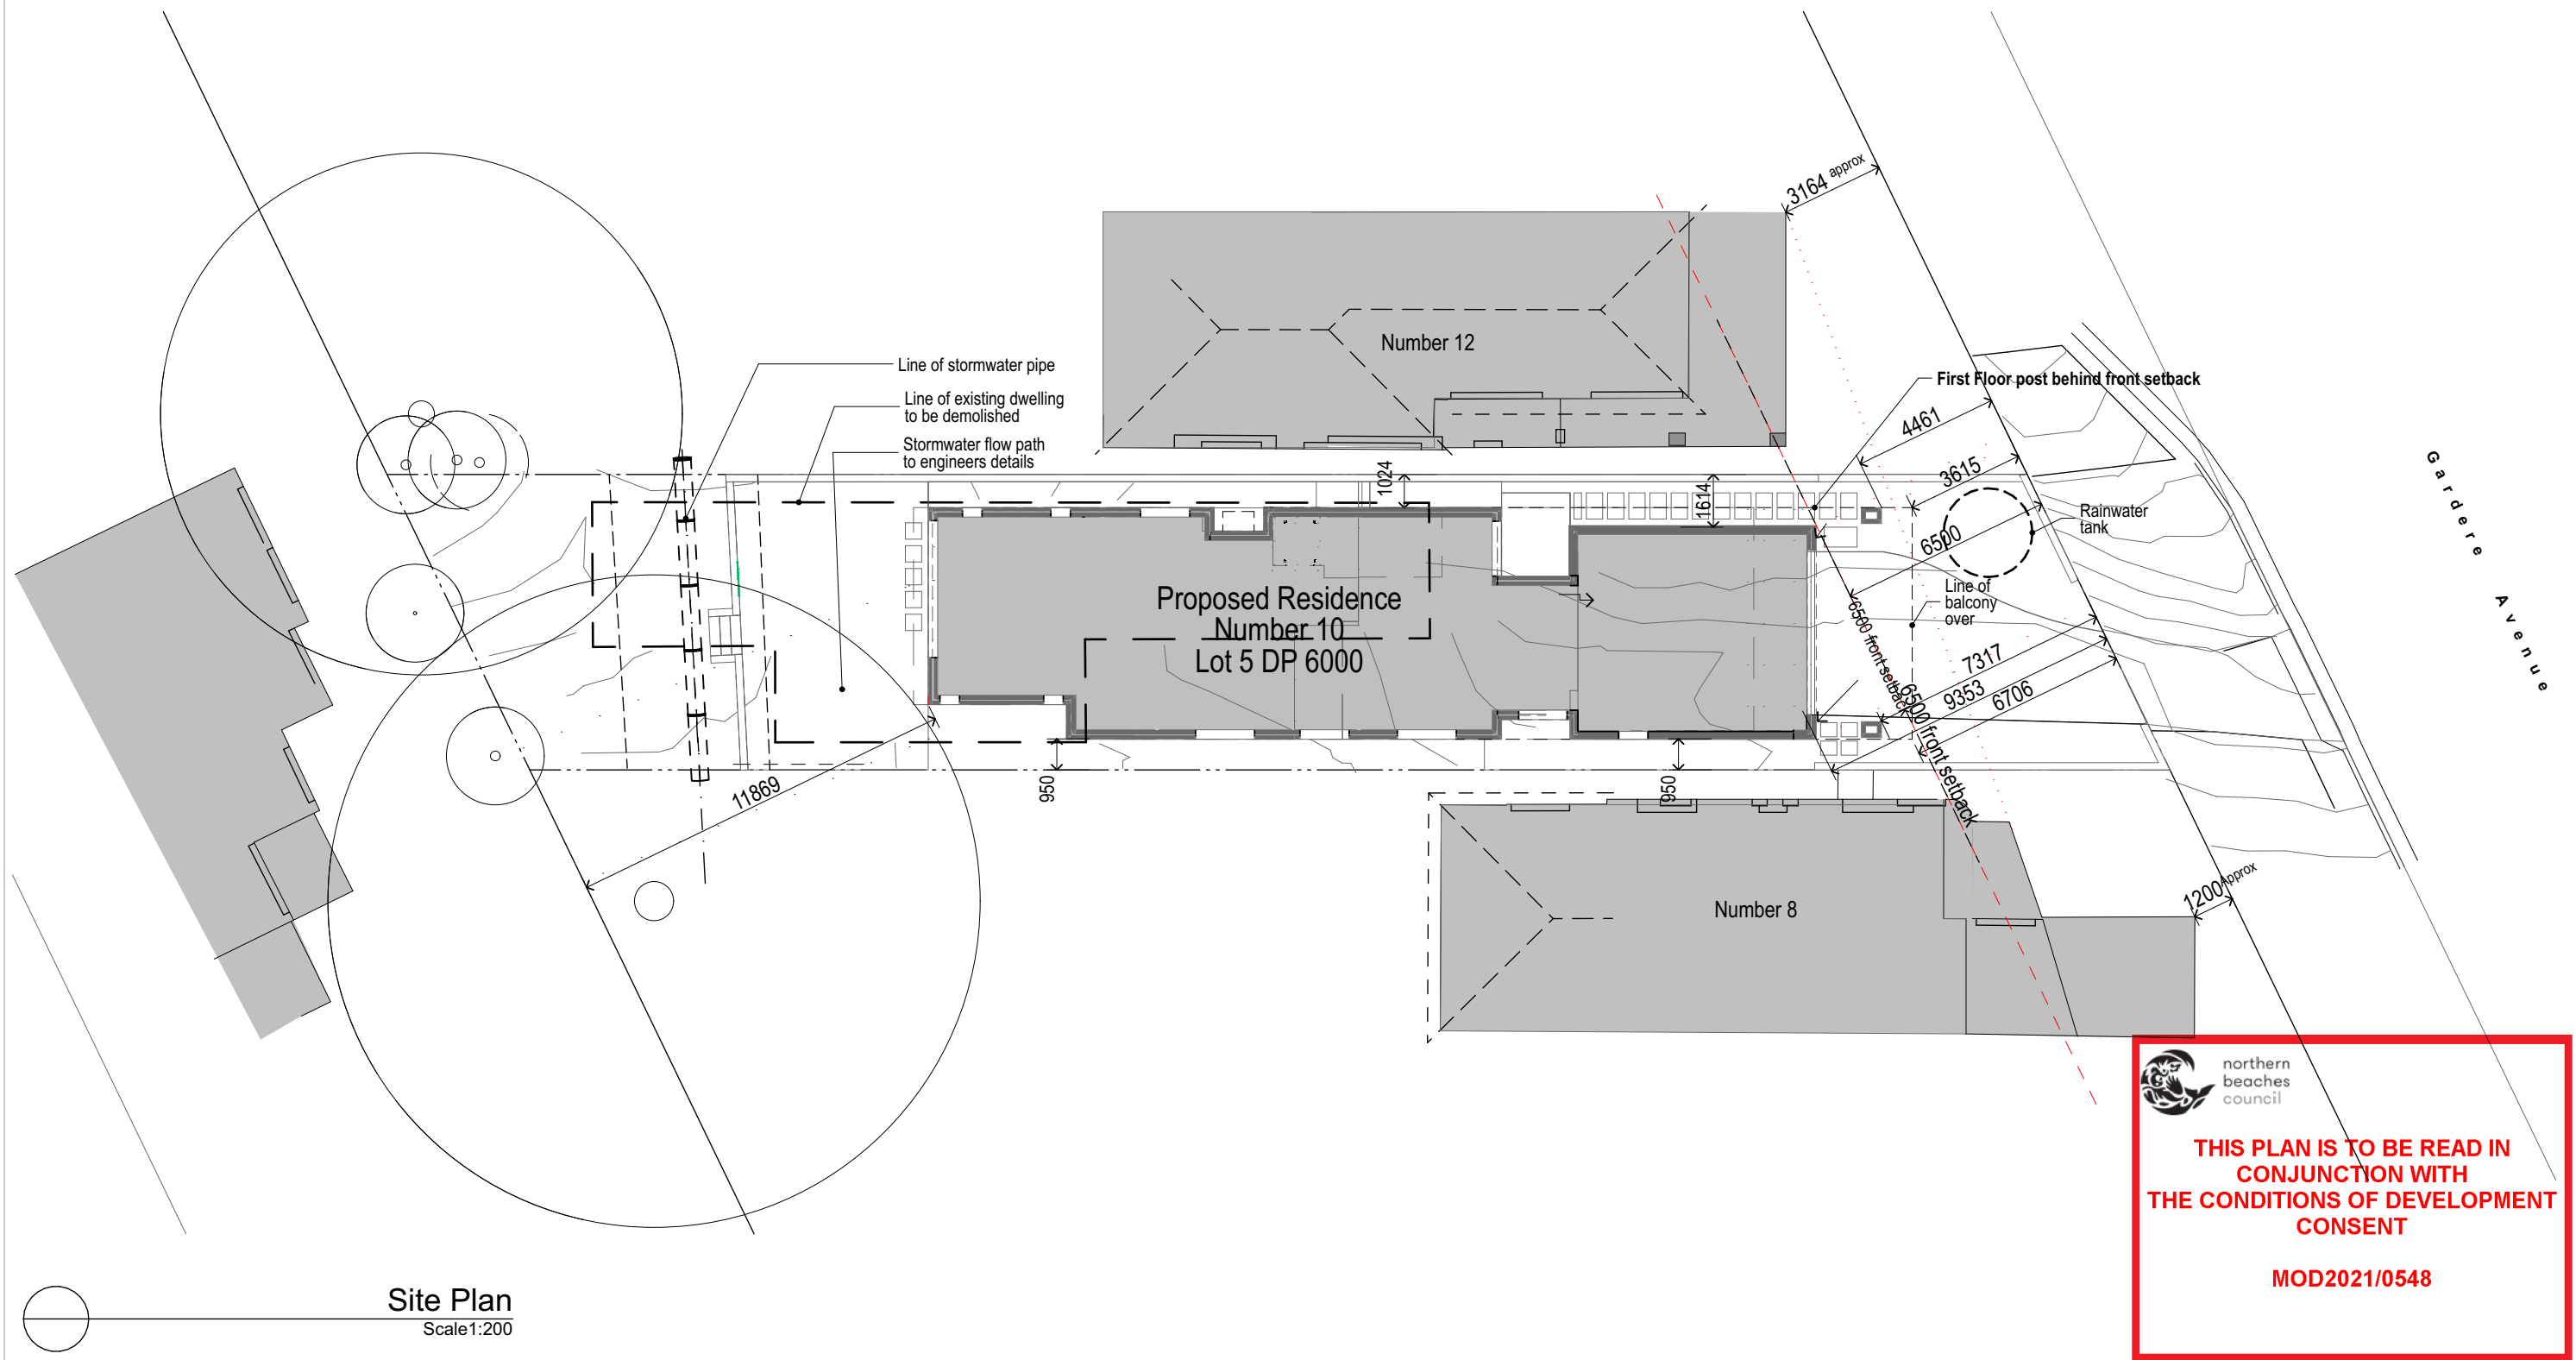 3164 approx
Number 12
Line of stormwater pipe
Line of existing dwelling
to be demolished
Stormwater flow path
to engineers details
First Floor post behind front setback
4461
3615
1024
1614
6500
Rainwater
tank
Gardere Avenue
Line of
balcony
over
Proposed Residence
Number 10
Lot 5 DP 6000
6500 front setback
7317
9353
6706
6500 front setback
11869
950
950
Number 8
1200 Approx
northern
beaches
council
THIS PLAN IS TO BE READ IN
CONJUNCTION WITH
THE CONDITIONS OF DEVELOPMENT
CONSENT
MOD2021/0548
Site Plan
Scale1:200